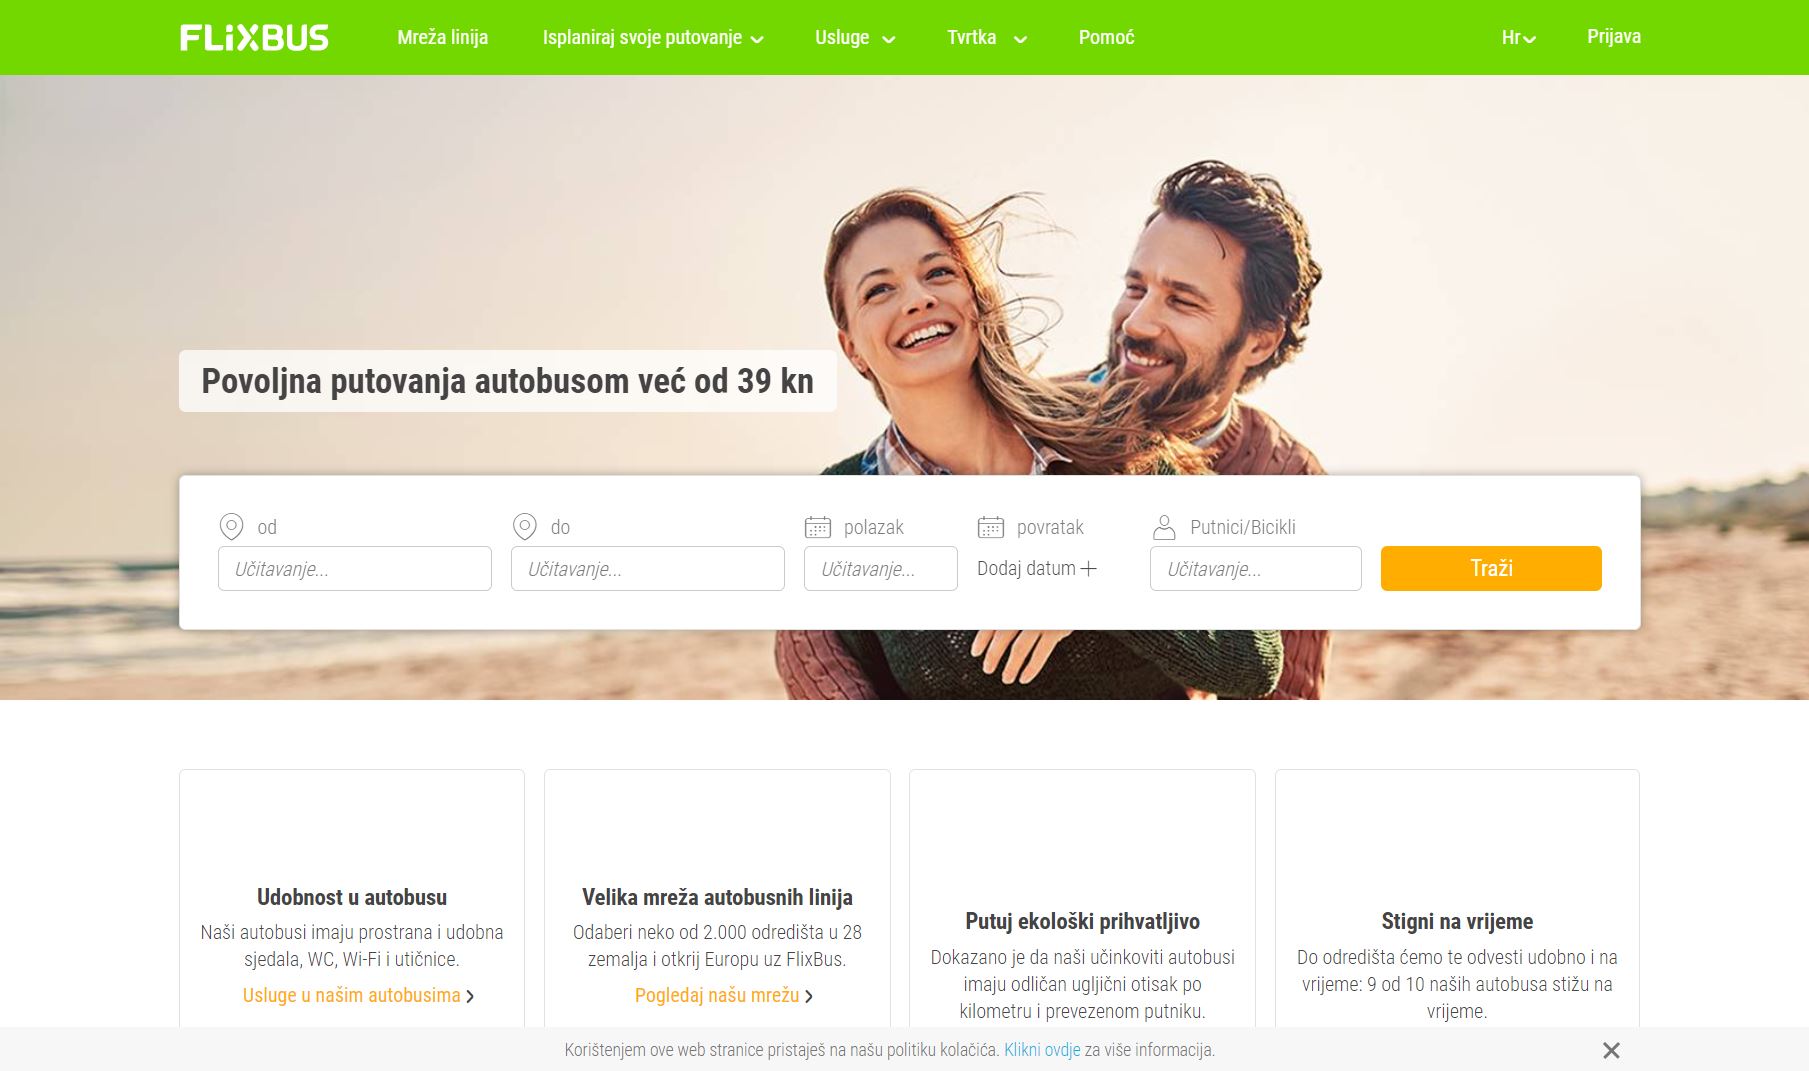 FLiXBUS
Mreža linija
Isplaniraj svoje putovanje
Usluge
Tvrtka
Pomoć
Hr
Prijava
Povoljna putovanja autobusom već od 39 kn
od
do
polazak
povratak
Putnici/Bicikli
Učitavanje...
Učitavanje...
Učitavanje...
Dodaj datum
Učitavanje...
Traži
Udobnost u autobusu
Naši autobusi imaju prostrana i udobna
sjedala, WC, Wi-Fi i utičnice.
Usluge u našim autobusima
Velika mreža autobusnih linija
Odaberi neko od 2.000 odredišta u 28
zemalja i otkrij Europu uz FlixBus.
Pogledaj našu mrežu
Putuj ekološki prihvatljivo
Dokazano je da naši učinkoviti autobusi
imaju odličan ugljični otisak po
kilometru i prevezenom putniku.
Stigni na vrijeme
Do odredišta ćemo te odvesti udobno i na
vrijeme: 9 od 10 naših autobusa stižu na
vrijeme.
Korištenjem ove web stranice pristaješ na našu politiku kolačića. Klikni ovdje za više informacija.